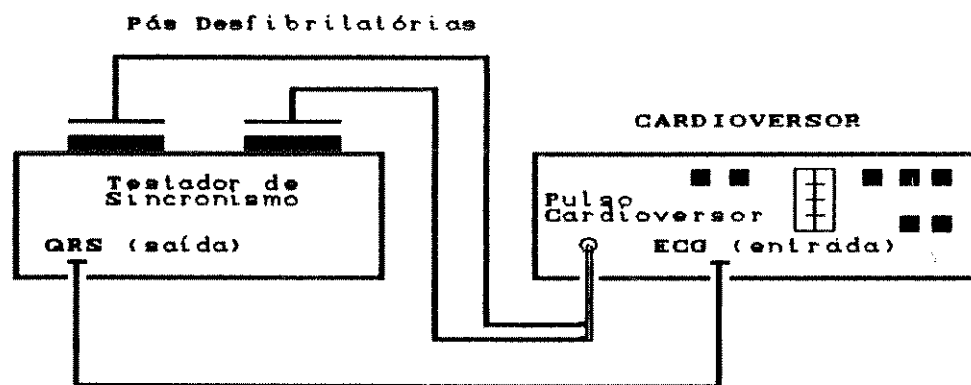 Pás Desfibrilatórias
CARDIOVERSOR
Testador de
Sincronismo
QRS (saída)
Pulso
Cardioversor
ECG (entrada)